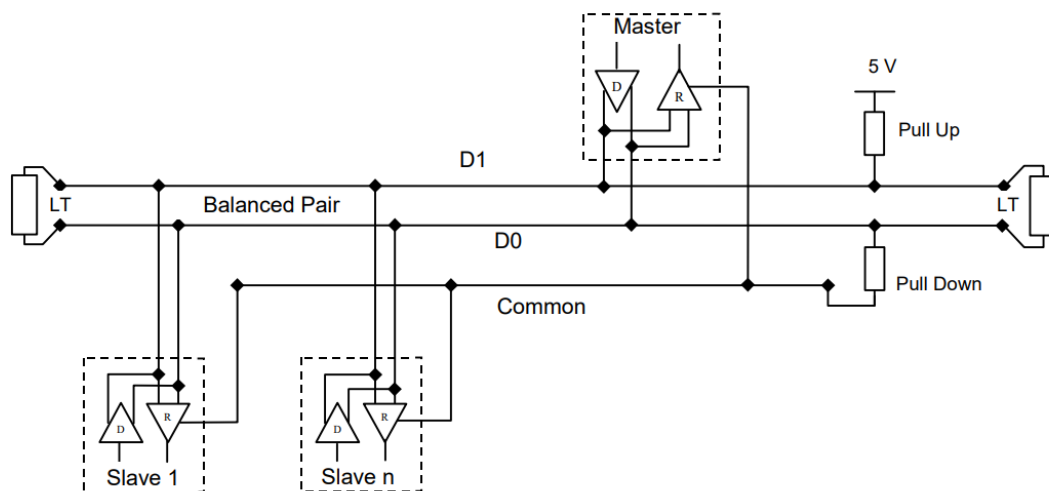 Master
5 V
D
R
Pull Up
D1
LT
Balanced Pair
LT
D0
Pull Down
Common
D
R
D
R
Slave 1
Slave n